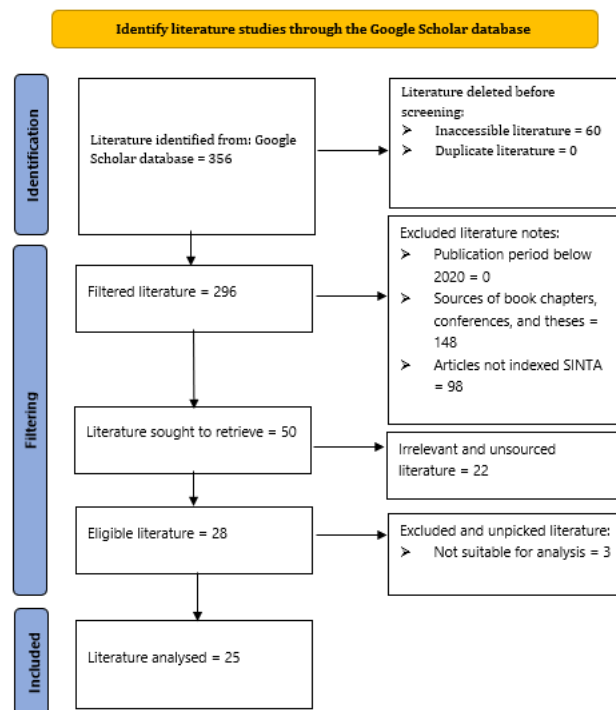 Identify literature studies through the Google Scholar database
Identification
Literature identified from: Google
Scholar database = 356
Literature deleted before
screening:
➤ Inaccessible literature = 60
➤ Duplicate literature = 0
Filtering
Filtered literature = 296
Excluded literature notes:
➤ Publication period below
2020 = 0
➤ Sources of book chapters,
conferences, and theses =
148
➤ Articles not indexed SINTA
= 98
Literature sought to retrieve = 50
Irrelevant and unsourced
literature = 22
Eligible literature = 28
Excluded and unpicked literature:
➤ Not suitable for analysis = 3
Included
Literature analysed = 25